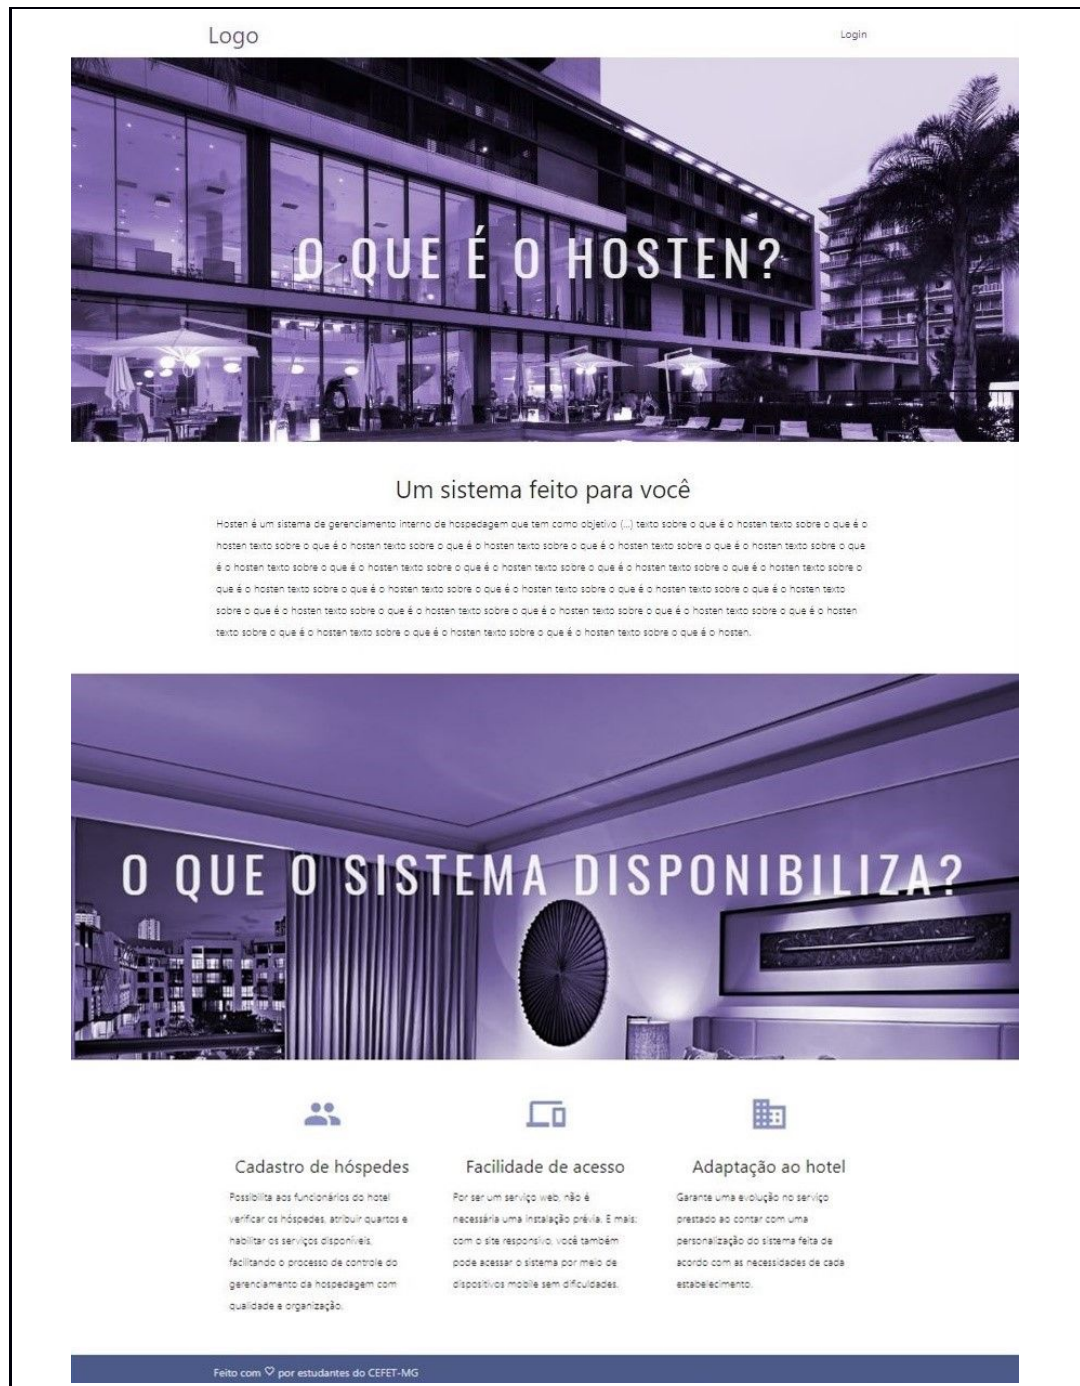 Logo
Login
O QUE É O HOSTEN?
Um sistema feito para você
Hosten é um sistema de gerenciamento interno de hospedagem que tem como objetivo (...) texto sobre o que é o hosten texto sobre o que é o
hosten texto sobre o que é o hosten texto sobre o que é o hosten texto sobre o que é o hosten texto sobre o que é o hosten texto sobre o que
é o hosten texto sobre o que é o hosten texto sobre o que é o hosten texto sobre o que é o hosten texto sobre o que é o hosten texto sobre o
que é o hosten texto sobre o que é o hosten texto sobre o que é o hosten texto sobre o que é o hosten texto sobre o que é o hosten texto
sobre o que é o hosten texto sobre o que é o hosten texto sobre o que é o hosten texto sobre o que é o hosten texto sobre o que é o hosten
texto sobre o que é o hosten texto sobre o que é o hosten texto sobre o que é o hosten texto sobre o que é o hosten.
O QUE O SISTEMA DISPONIBILIZA?
Cadastro de hóspedes
Possibilita aos funcionários do hotel
verificar os hóspedes, atribuir quartos e
habilitar os serviços disponíveis,
facilitando o processo de controle do
gerenciamento da hospedagem com
qualidade e organização.
Facilidade de acesso
Por ser um serviço web, não é
necessária uma instalação prévia. E mais:
com o site responsivo, você também
pode acessar o sistema por meio de
dispositivos mobile sem dificuldades.
Adaptação ao hotel
Garante uma evolução no serviço
prestado ao contar com uma
personalização do sistema feita de
acordo com as necessidades de cada
estabelecimento.
Feito com ♡ por estudantes do CEFET-MG